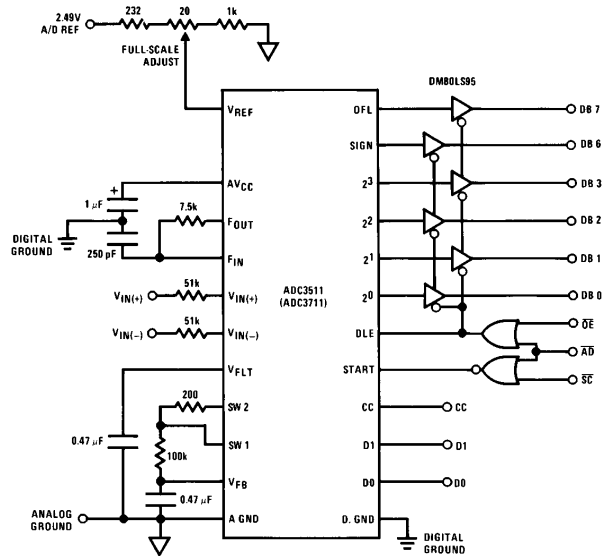 2.49V
A/D REF
232
20
1k
FULL-SCALE
ADJUST
DM80LS95
VREF
OFL
DB 7
SIGN
DB 6
AVCC
2³
DB 3
+
1 µF
7.5k
FOUT
2²
DB 2
DIGITAL
GROUND
250 pF
FIN
2¹
DB 1
ADC3511
(ADC3711)
51k
VIN(+)
VIN(+)
2⁰
DB 0
51k
VIN(−)
VIN(−)
DLE
O̅E̅
A̅D̅
VFLT
START
S̅C̅
200
SW 2
CC
CC
0.47 µF
SW 1
D1
D1
100k
VFB
D0
D0
0.47 µF
ANALOG
GROUND
A GND
D. GND
DIGITAL
GROUND